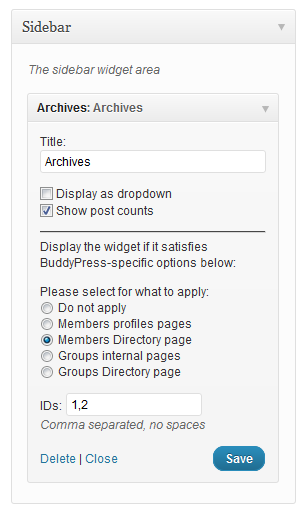 Sidebar
The sidebar widget area
Archives: Archives
Title:
Archives
Display as dropdown
Show post counts
Display the widget if it satisfies
BuddyPress-specific options below:
Please select for what to apply:
Do not apply
Members profiles pages
Members Directory page
Groups internal pages
Groups Directory page
IDs: 1,2
Comma separated, no spaces
Delete | Close Save